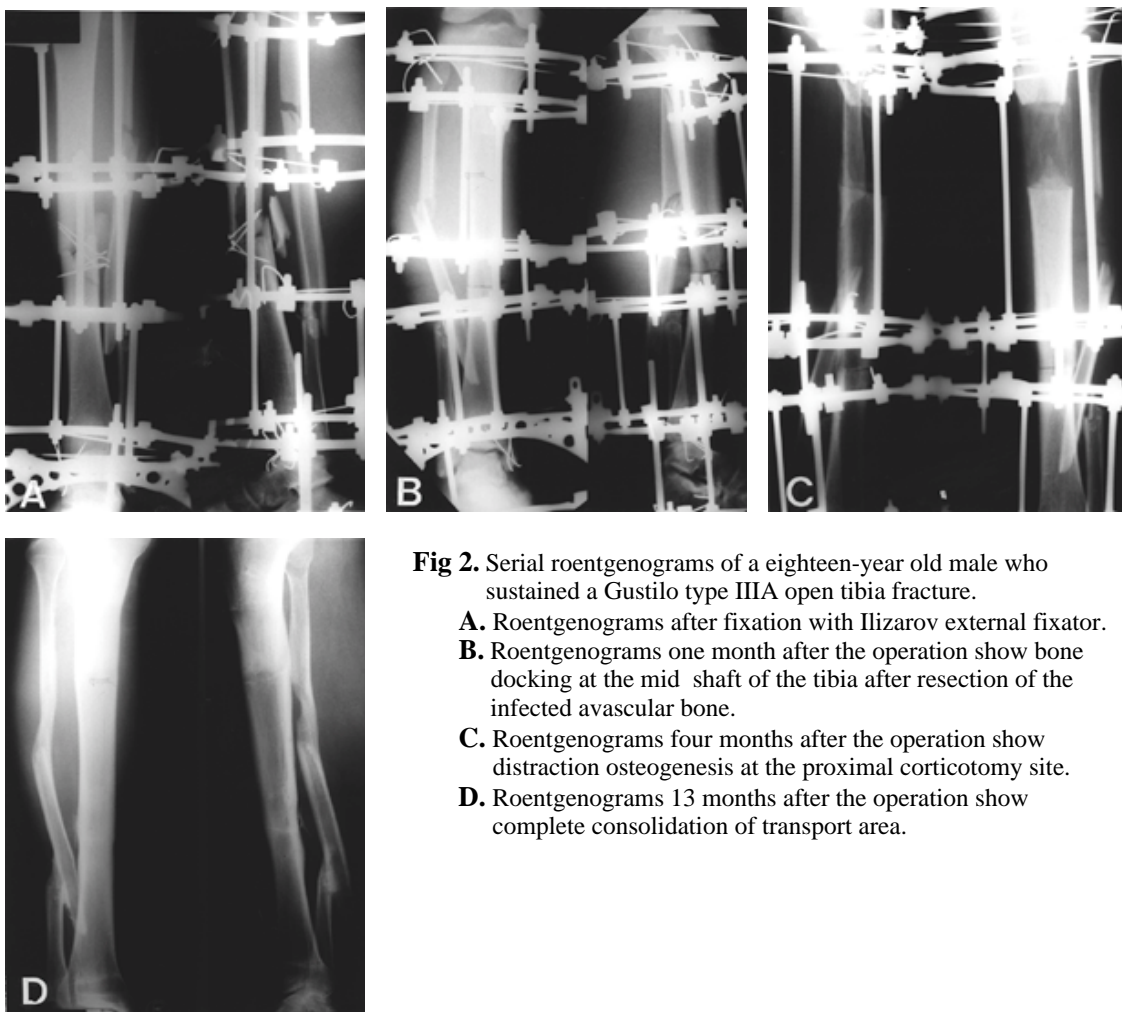 A
B
C
D
Fig 2. Serial roentgenograms of a eighteen-year old male who
sustained a Gustilo type IIIA open tibia fracture.
A. Roentgenograms after fixation with Ilizarov external fixator.
B. Roentgenograms one month after the operation show bone
docking at the mid shaft of the tibia after resection of the
infected avascular bone.
C. Roentgenograms four months after the operation show
distraction osteogenesis at the proximal corticotomy site.
D. Roentgenograms 13 months after the operation show
complete consolidation of transport area.